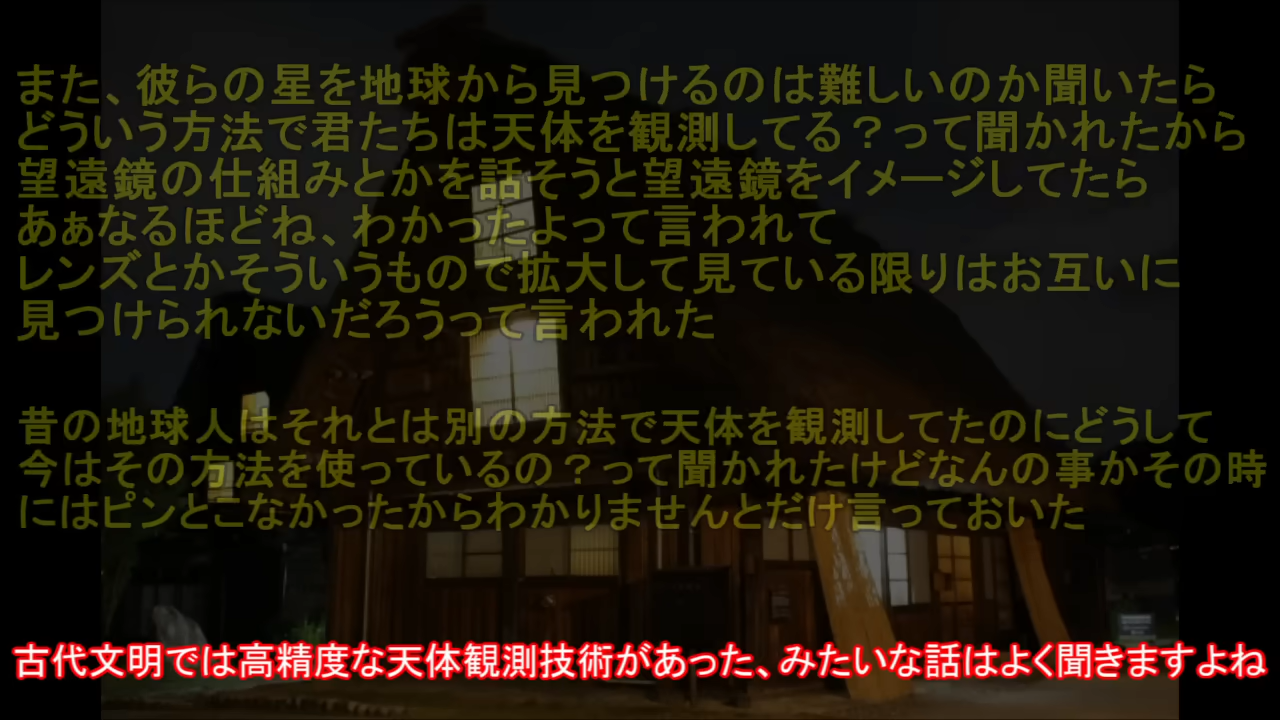 また、彼らの星を地球から見つけるのは難しいのか聞いたら
どういう方法で君たちは天体を観測してる？って聞かれたから
望遠鏡の仕組みとかを話そうと望遠鏡をイメージしてたら
あぁなるほどね、わかったよって言われて
レンズとかそういうもので拡大して見ている限りはお互いに
見つけられないだろうって言われた
昔の地球人はそれとは別の方法で天体を観測してたのにどうして
今はその方法を使っているの？って聞かれたけどなんの事かその時
にはピンとこなかったからわかりませんとだけ言っておいた
古代文明では高精度な天体観測技術があった、みたいな話はよく聞きますよね